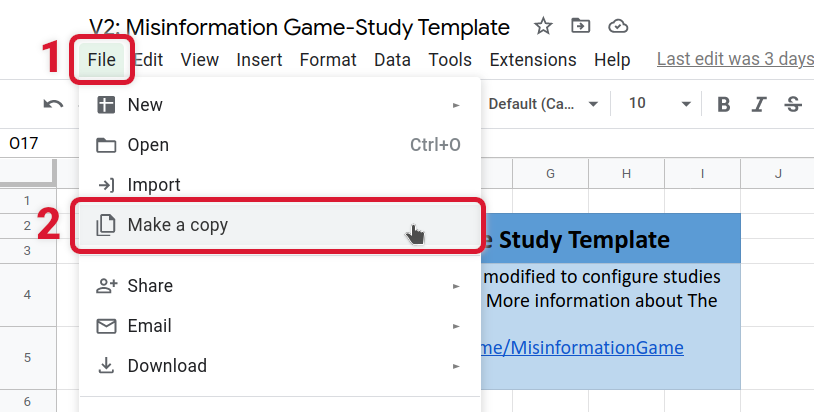 V2: Misinformation Game-Study Template
1
File Edit View Insert Format Data Tools Extensions Help Last edit was 3 days
New
Default (Ca... 10 B I S
Open Ctrl+O
O17
Import
G H I J
2
Make a copy
1
2
3
4
5
6
Study Template
modified to configure studies
More information about The
me/MisinformationGame
Share
Email
Download